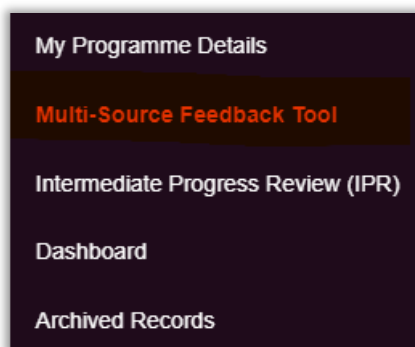 My Programme Details
Multi-Source Feedback Tool
Intermediate Progress Review (IPR)
Dashboard
Archived Records